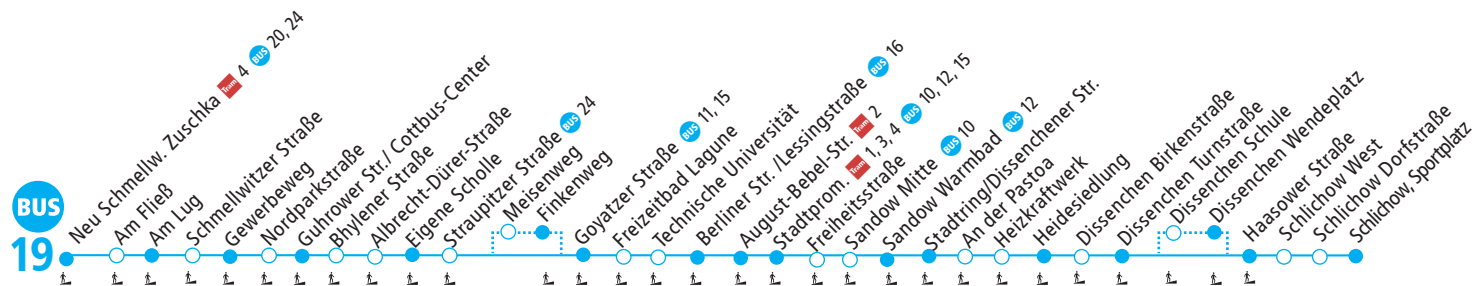 BUS
19
Neu Schmellw. Zuschka Tram 4 BUS 20, 24
Am Fließ
Am Lug
Schmellwitzer Straße
Gewerbeweg
Nordparkstraße
Guhrower Str./ Cottbus-Center
Bhylener Straße
Albrecht-Dürer-Straße
Eigene Scholle
Straupitzer Straße BUS 24
Meisenweg
Finkenweg
Goyatzer Straße BUS 11, 15
Freizeitbad Lagune
Technische Universität
Berliner Str. /Lessingstraße BUS 16
August-Bebel-Str. Tram 2
Stadtprom. Tram 1, 3, 4 BUS 10, 12, 15
Freiheitsstraße
Sandow Mitte BUS 10
Sandow Warmbad BUS 12
Stadtring/Dissenchener Str.
An der Pastoa
Heizkraftwerk
Heidesiedlung
Dissenchen Birkenstraße
Dissenchen Turnstraße
Dissenchen Schule
Dissenchen Wendeplatz
Haasower Straße
Schlichow West
Schlichow Dorfstraße
Schlichow, Sportplatz